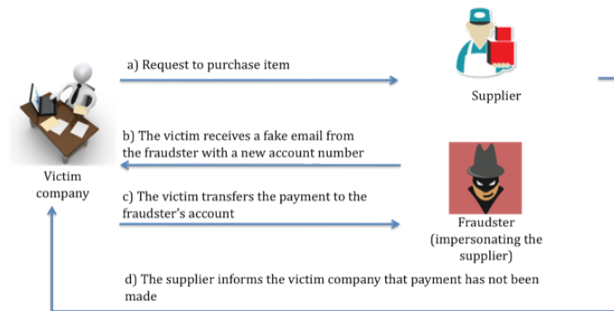 a) Request to purchase item
Supplier
b) The victim receives a fake email from
the fraudster with a new account number
Victim
company
c) The victim transfers the payment to the
fraudster's account
Fraudster
(impersonating the
supplier)
d) The supplier informs the victim company that payment has not been
made